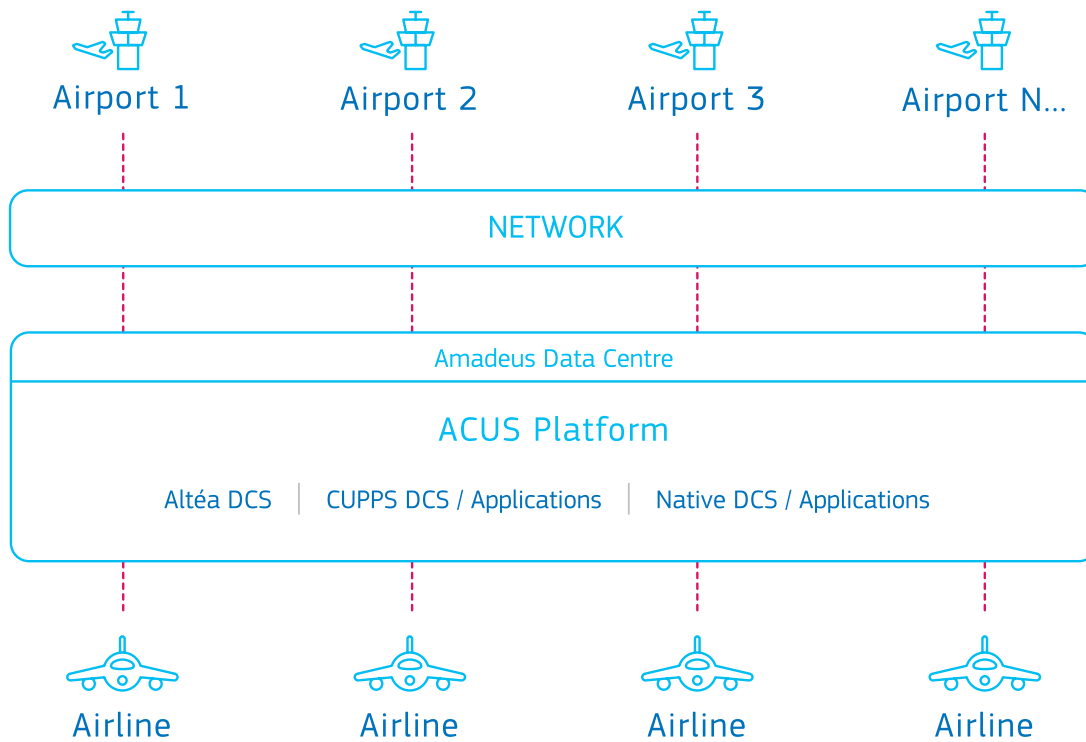 Airport 1 Airport 2 Airport 3 Airport N...
NETWORK
Amadeus Data Centre
ACUS Platform
Altéa DCS | CUPPS DCS / Applications | Native DCS / Applications
Airline Airline Airline Airline